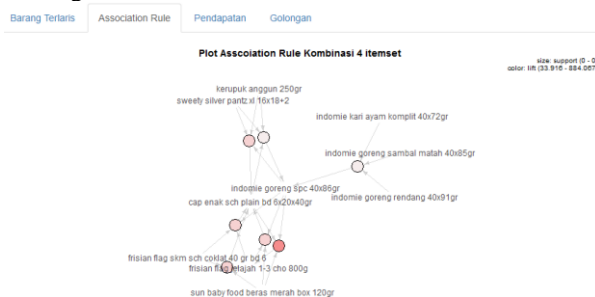 Barang Terlaris
Association Rule
Pendapatan
Golongan
Plot Asscoiation Rule Kombinasi 4 itemset
size: support (0 - 0
color: lift (33.916 - 884.067
kerupuk anggun 250gr
sweety silver pantz xl 16x18+2
indomie kari ayam komplit 40x72gr
indomie goreng sambal matah 40x85gr
indomie goreng spc 40x86gr
indomie goreng rendang 40x91gr
cap enak sch plain bd 6x20x40gr
frisian flag skm sch coklat 40 gr bd 6
frisian flag jelajah 1-3 cho 800g
sun baby food beras merah box 120gr